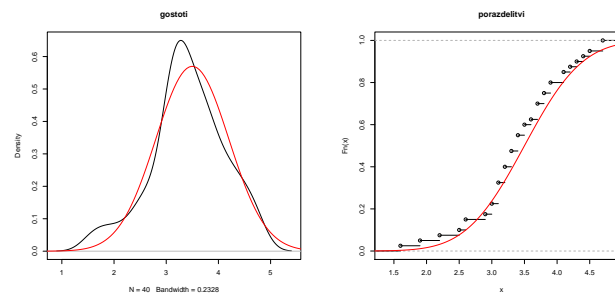 gostoti
Density
0.0 0.1 0.2 0.3 0.4 0.5 0.6
1 2 3 4 5
N = 40 Bandwidth = 0.2328
porazdelitvi
Fn(x)
0.0 0.2 0.4 0.6 0.8 1.0
1.5 2.0 2.5 3.0 3.5 4.0 4.5
x